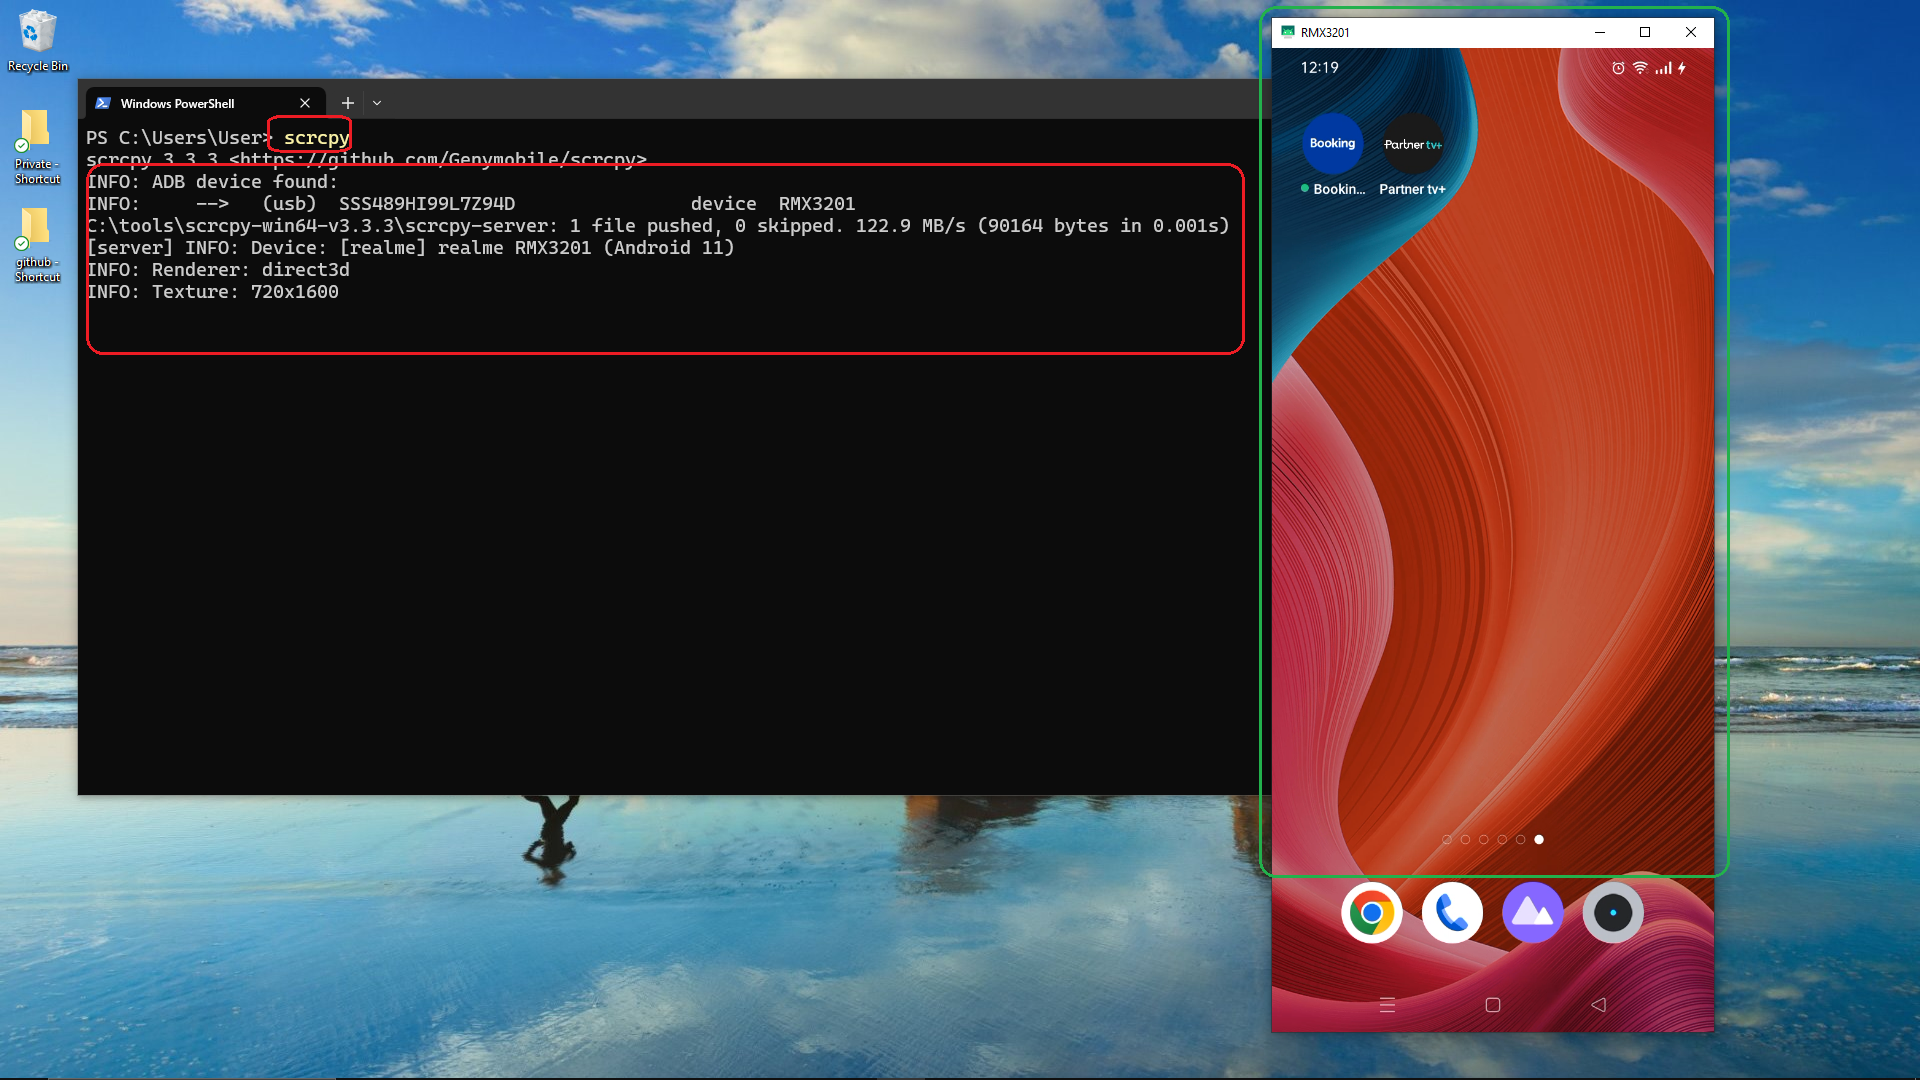 Recycle Bin
Private -
Shortcut
github -
Shortcut
Windows PowerShell
PS C:\Users\User> scrcpy
scrcpy 3.3.3 <https://github.com/Genymobile/scrcpy>
INFO: ADB device found:
INFO:     -->   (usb)  SSS489HI99L7Z94D                device  RMX3201
C:\tools\scrcpy-win64-v3.3.3\scrcpy-server: 1 file pushed, 0 skipped. 122.9 MB/s (90164 bytes in 0.001s)
[server] INFO: Device: [realme] realme RMX3201 (Android 11)
INFO: Renderer: direct3d
INFO: Texture: 720x1600
RMX3201
12:19
Booking
Partner tv+
Bookin... Partner tv+